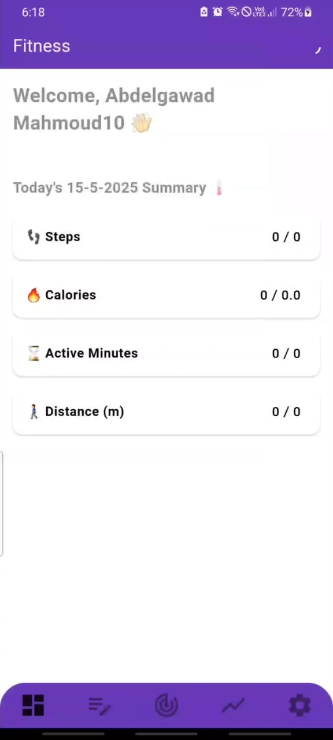 6:18
72%
Fitness
Welcome, Abdelgawad
Mahmoud10 👋
Today's 15-5-2025 Summary 🌡️
👣 Steps 0 / 0
🔥 Calories 0 / 0.0
⏳ Active Minutes 0 / 0
🚶 Distance (m) 0 / 0